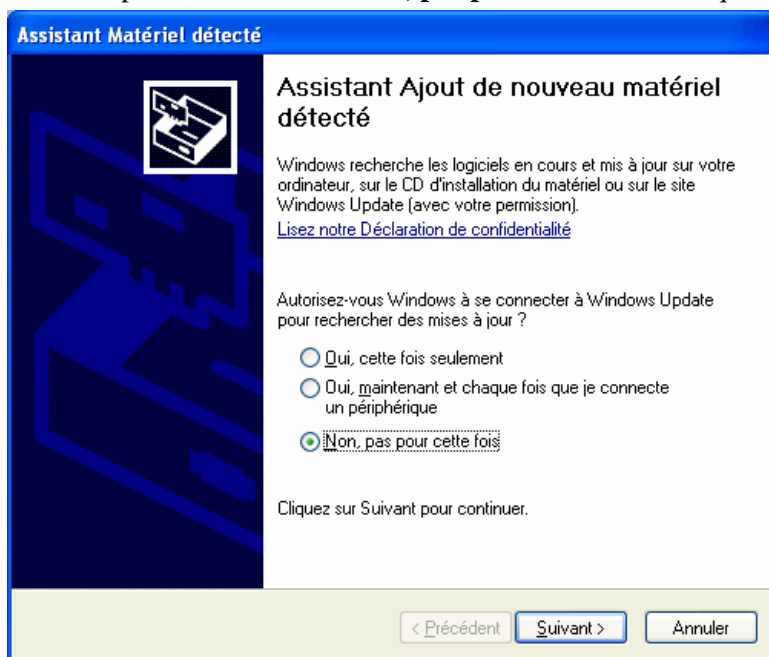 Assistant Matériel détecté
Assistant Ajout de nouveau matériel
détecté
Windows recherche les logiciels en cours et mis à jour sur votre
ordinateur, sur le CD d'installation du matériel ou sur le site
Windows Update (avec votre permission).
Lisez notre Déclaration de confidentialité
Autorisez-vous Windows à se connecter à Windows Update
pour rechercher des mises à jour ?
Oui, cette fois seulement
Oui, maintenant et chaque fois que je connecte
un périphérique
Non, pas pour cette fois
Cliquez sur Suivant pour continuer.
< Précédent Suivant > Annuler